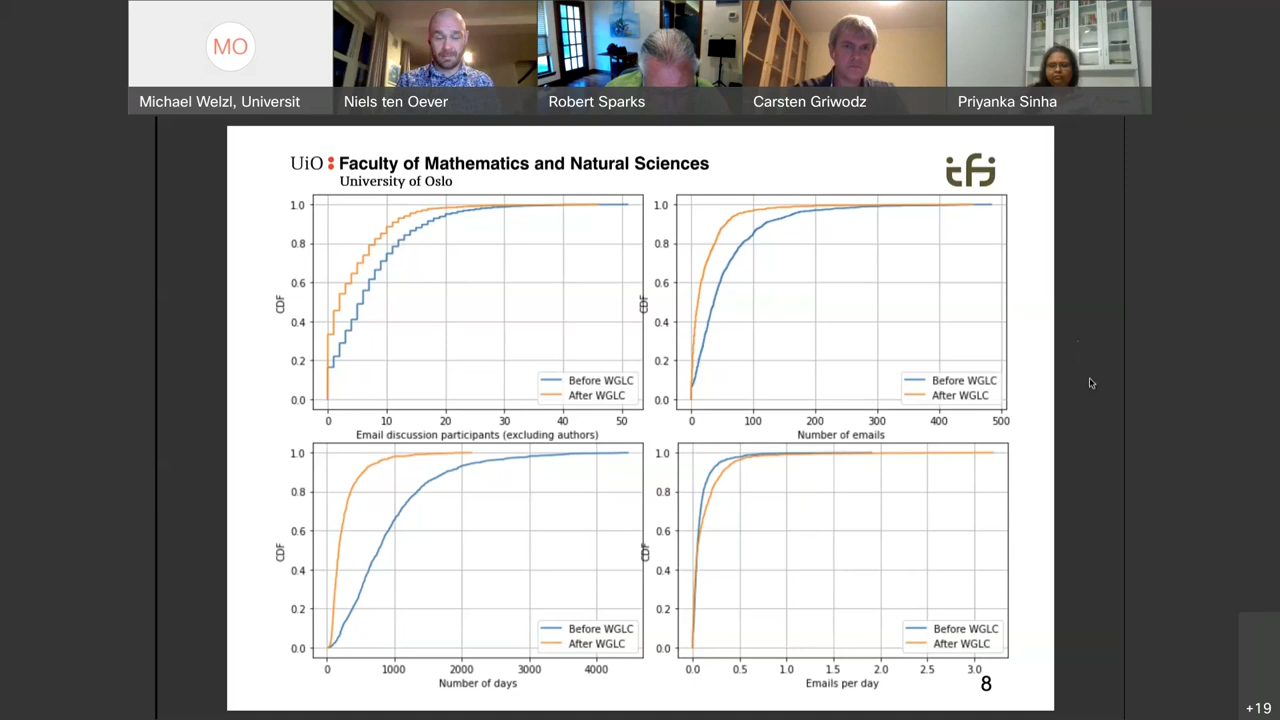 MO
Michael Welzl, Universit
Niels ten Oever
Robert Sparks
Carsten Griwodz
Priyanka Sinha
UiO Faculty of Mathematics and Natural Sciences
University of Oslo
ifi
1.0
0.8
0.6
0.4
0.2
0.0
CDF
Before WGLC
After WGLC
0 10 20 30 40 50
Email discussion participants (excluding authors)
1.0
0.8
0.6
0.4
0.2
0.0
CDF
Before WGLC
After WGLC
0 100 200 300 400 500
Number of emails
1.0
0.8
0.6
0.4
0.2
0.0
CDF
Before WGLC
After WGLC
0 1000 2000 3000 4000
Number of days
1.0
0.8
0.6
0.4
0.2
0.0
CDF
Before WGLC
After WGLC
0.0 0.5 1.0 1.5 2.0 2.5 3.0
Emails per day
8
+19